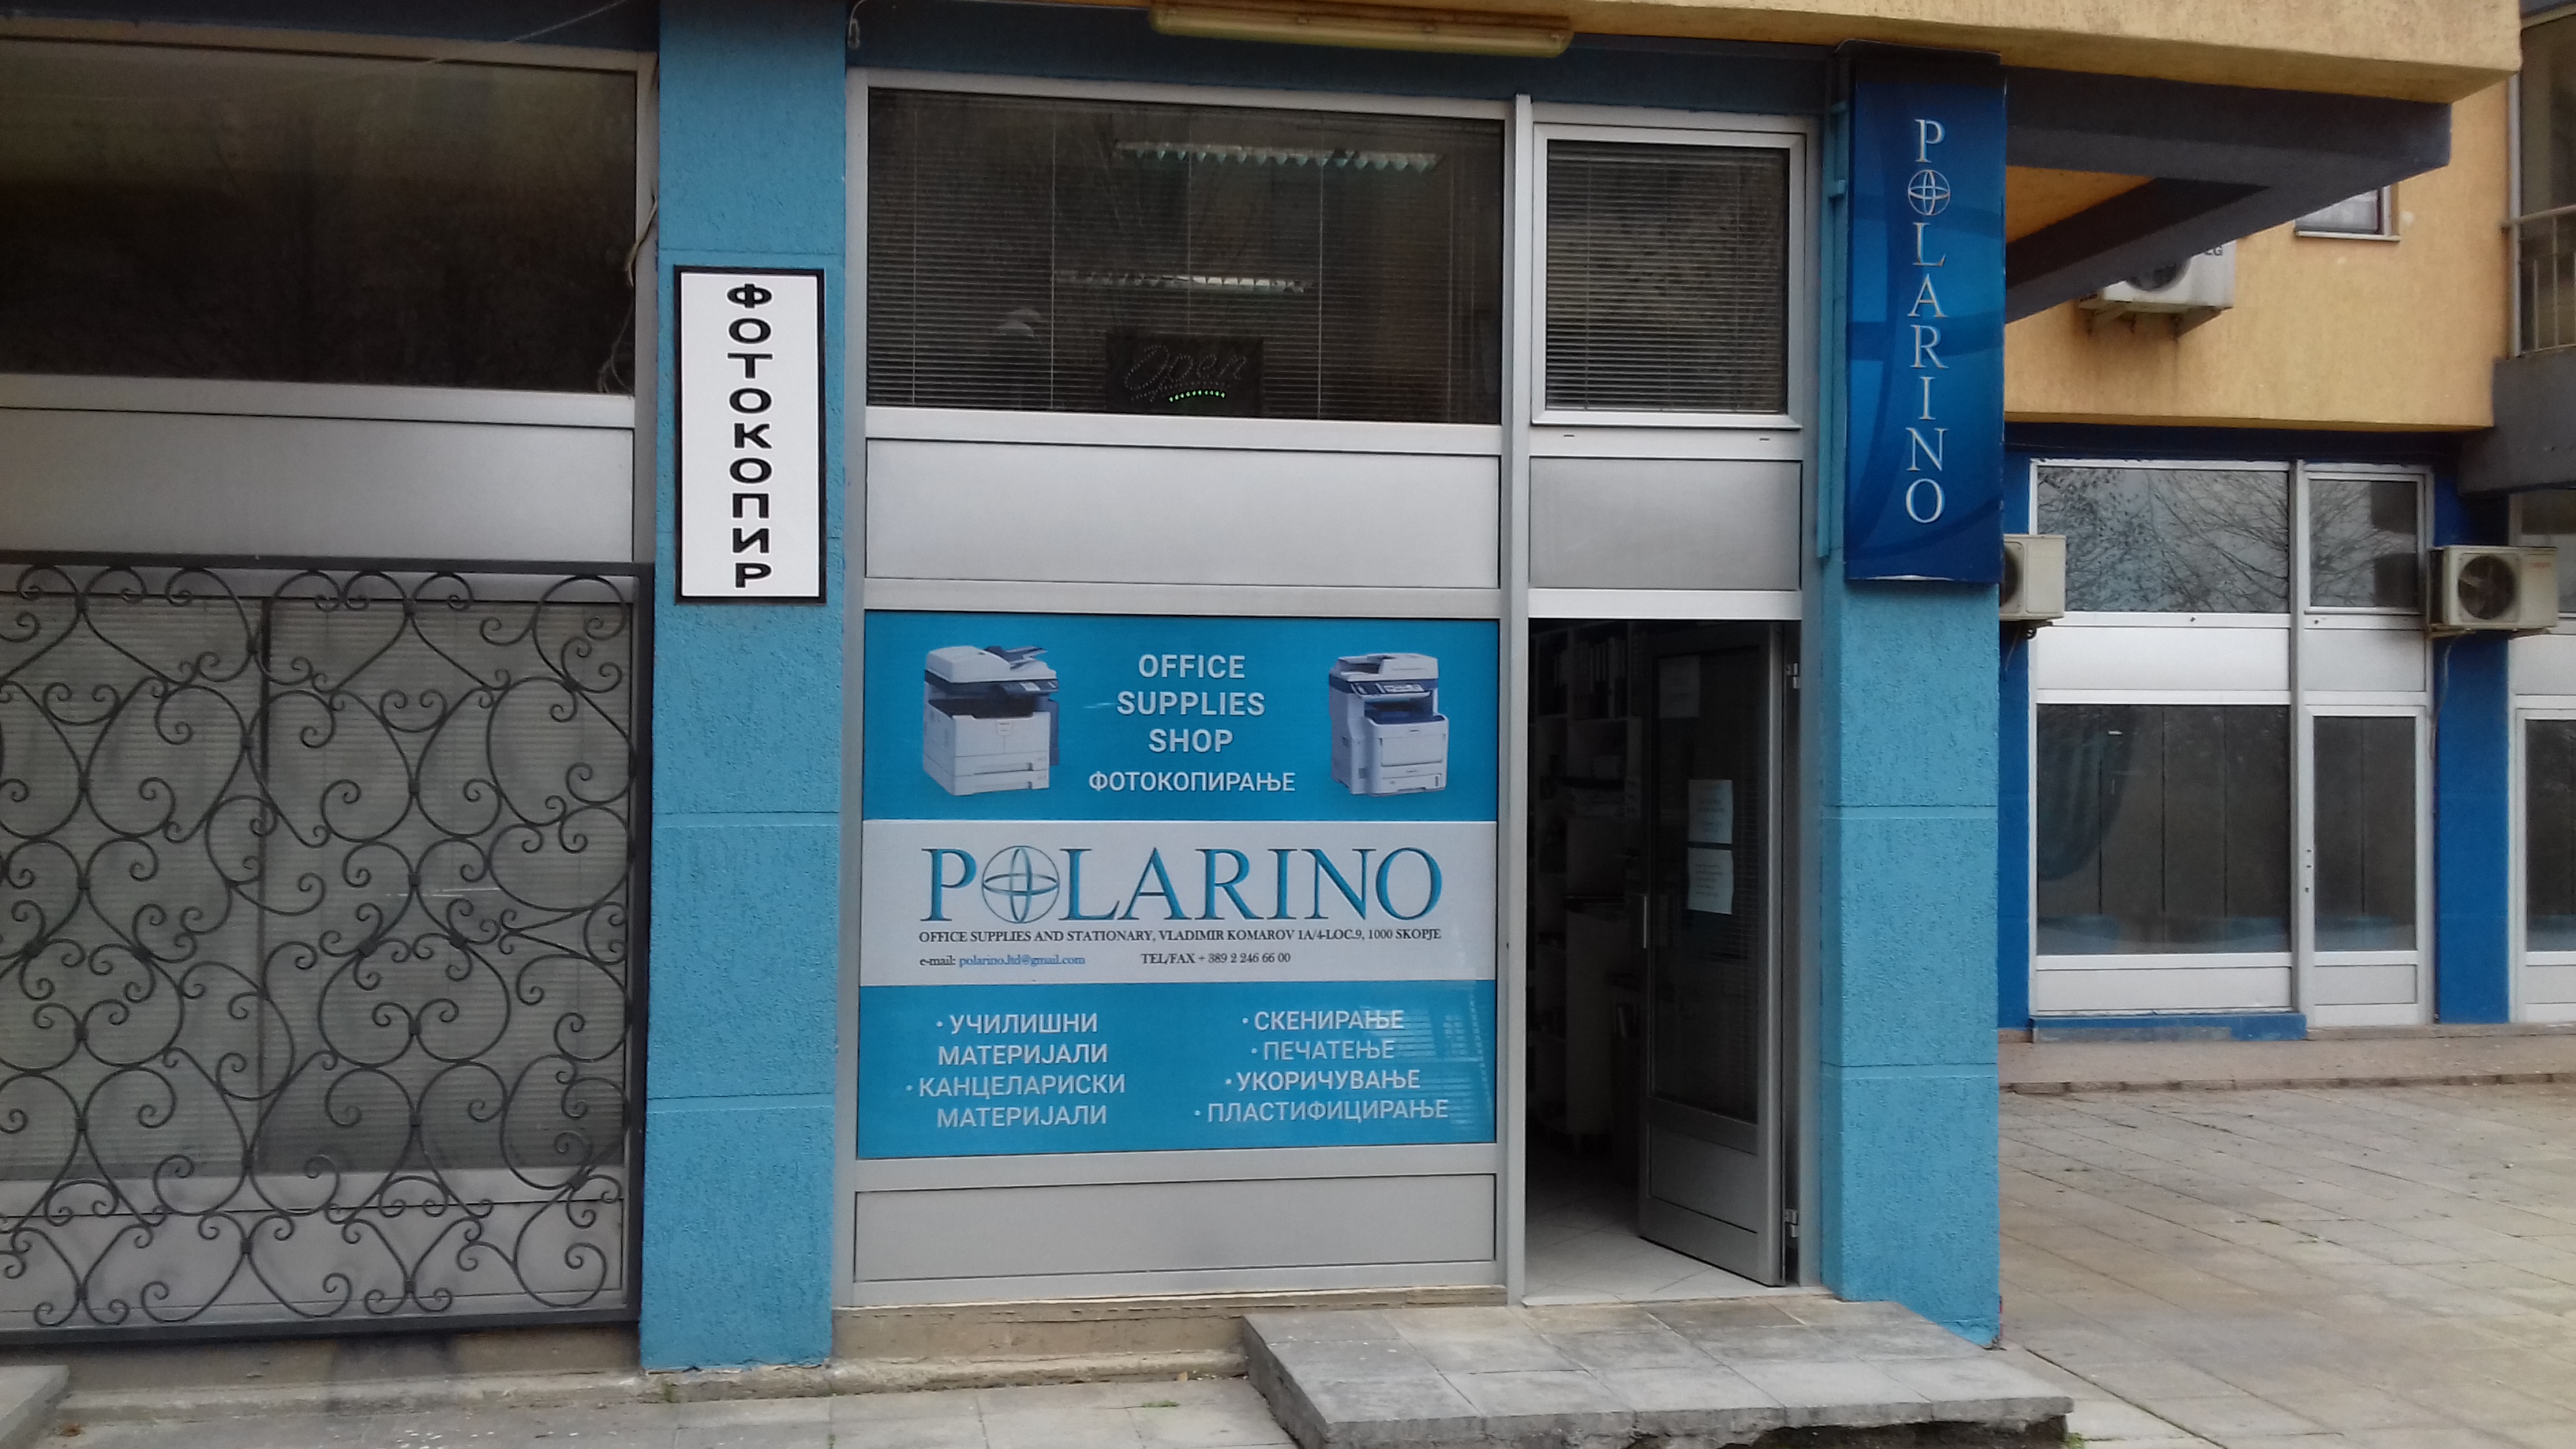 ФОТОКОПИР
Open
POLARINO
OFFICE
SUPPLIES
SHOP
ФОТОКОПИРАЊЕ
POLARINO
OFFICE SUPPLIES AND STATIONARY, VLADIMIR KOMAROV 1A/4-LOC.9, 1000 SKOPJE
e-mail: polarino.ltd@gmail.com TEL/FAX + 389 2 246 66 00
• УЧИЛИШНИ
МАТЕРИЈАЛИ
• КАНЦЕЛАРИСКИ
МАТЕРИЈАЛИ
• СКЕНИРАЊЕ
• ПЕЧАТЕЊЕ
• УКОРИЧУВАЊЕ
• ПЛАСТИФИЦИРАЊЕ